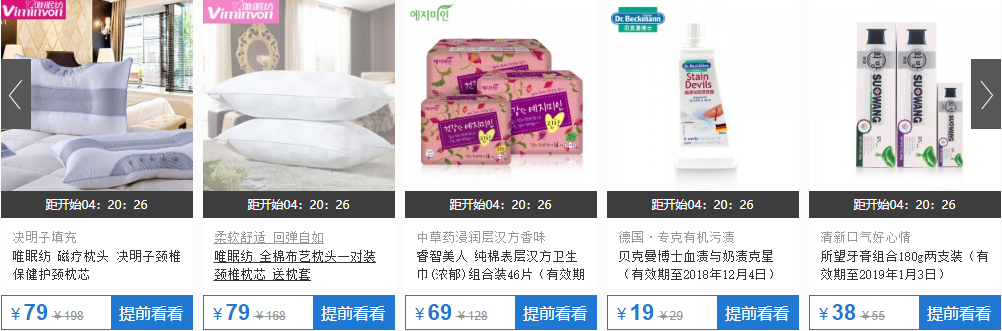 Viminvon 唯眠纺
距开始04：20：26
决明子填充
唯眠纺 磁疗枕头 决明子颈椎
保健护颈枕芯
¥79 ¥198 提前看看
Viminvon 唯眠纺
距开始04：20：26
柔软舒适 回弹自如
唯眠纺 全棉布艺枕头一对装
颈椎枕芯 送枕套
¥79 ¥168 提前看看
예지미인
건강한 예지미인
距开始04：20：26
中草药浸润层汉方香味
睿智美人 纯棉表层汉方卫生
巾(浓郁)组合装46片（有效期
¥69 ¥128 提前看看
Dr.Beckmann
贝克曼博士
Dr.Beckmann
Stain
Devils
距开始04：20：26
德国·专克有机污渍
贝克曼博士血渍与奶渍克星
（有效期至2018年12月4日）
¥19 ¥29 提前看看
SUOWANG
SUOWANG
SUOWANG
距开始04：20：26
清新口气好心情
所望牙膏组合180g两支装（有
效期至2019年1月3日）
¥38 ¥55 提前看看